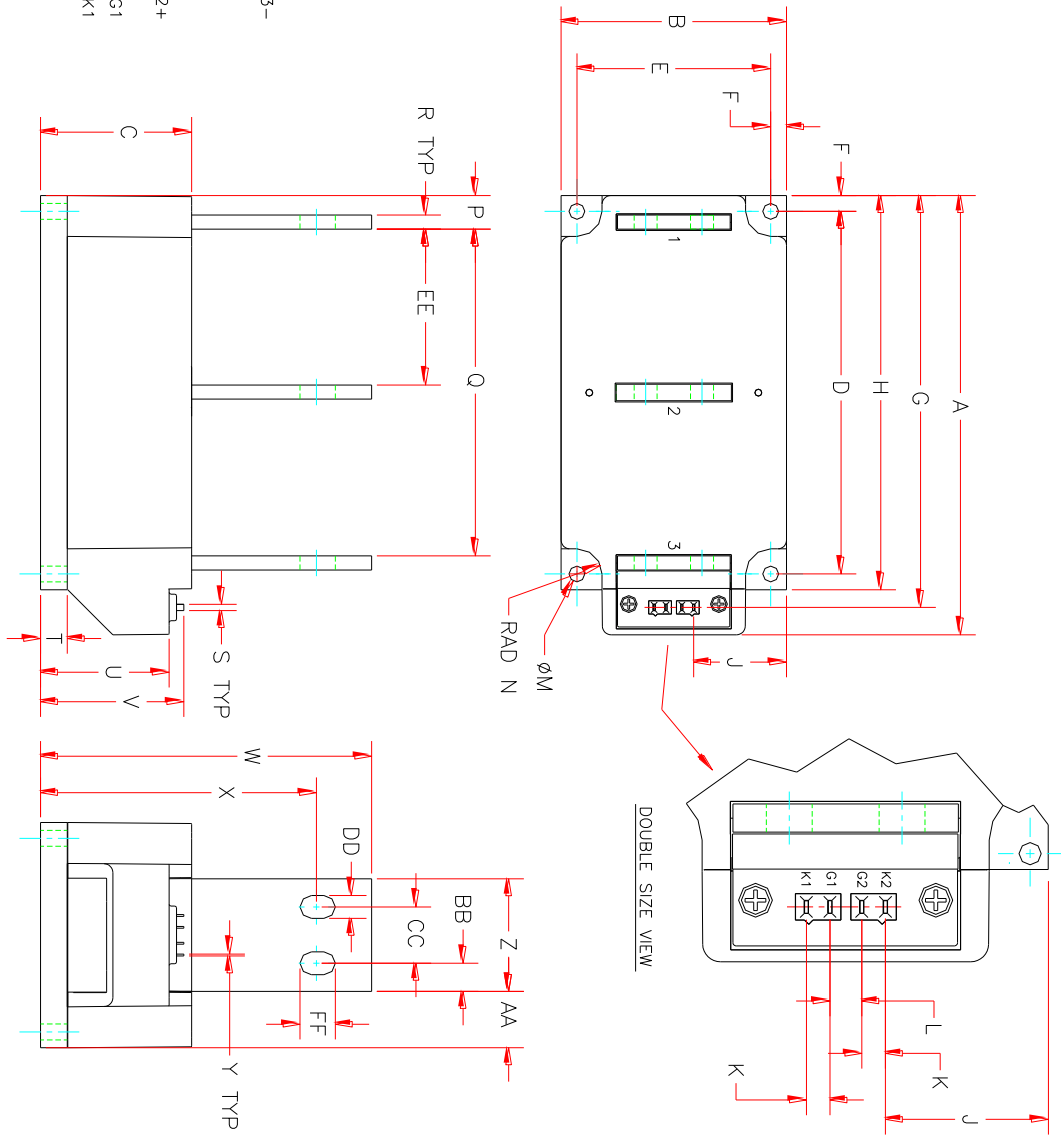 3-
2+
G1
K1
B
E
F
F
A
G
H
D
1
2
3
J
RAD N
ØM
C
R TYP
P
EE
Q
S TYP
T
U
V
DOUBLE SIZE VIEW
K1
G1
G2
K2
L
K
K
J
W
X
DD
BB
CC
Z
AA
FF
Y TYP